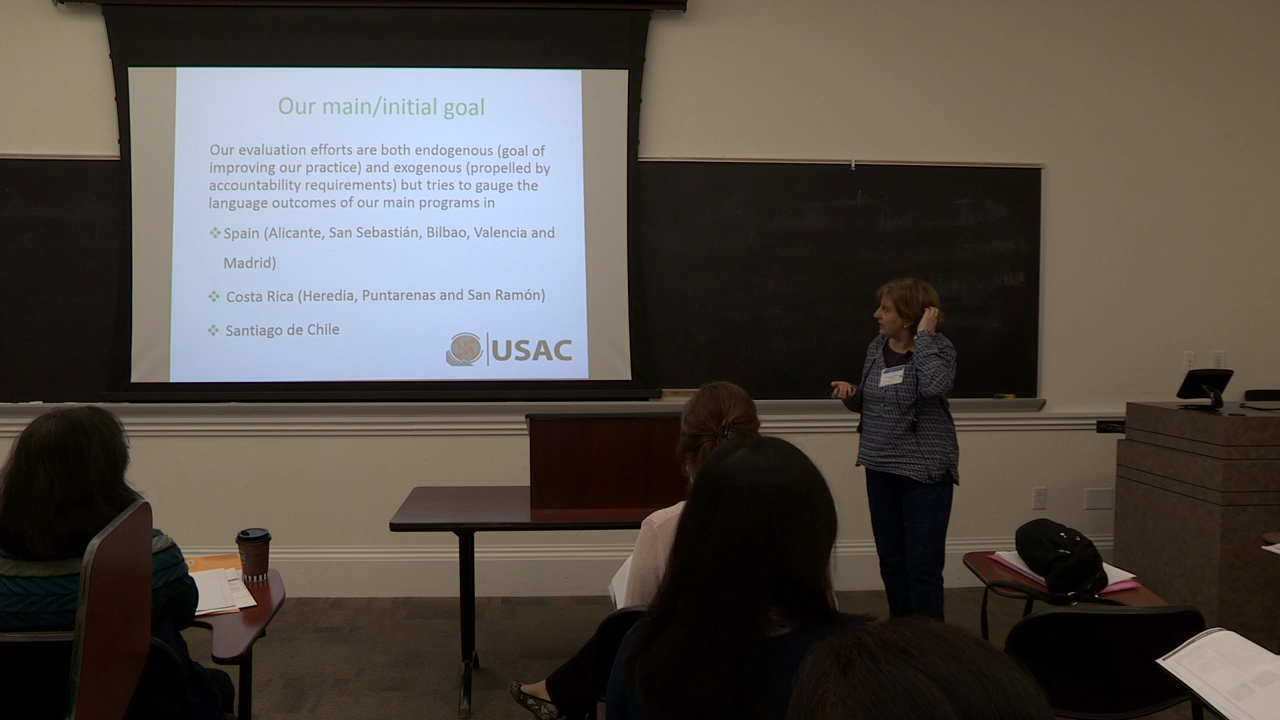 Our main/initial goal
Our evaluation efforts are both endogenous (goal of
improving our practice) and exogenous (propelled by
accountability requirements) but tries to gauge the
language outcomes of our main programs in
Spain (Alicante, San Sebastián, Bilbao, Valencia and
Madrid)
Costa Rica (Heredia, Puntarenas and San Ramón)
Santiago de Chile
USAC